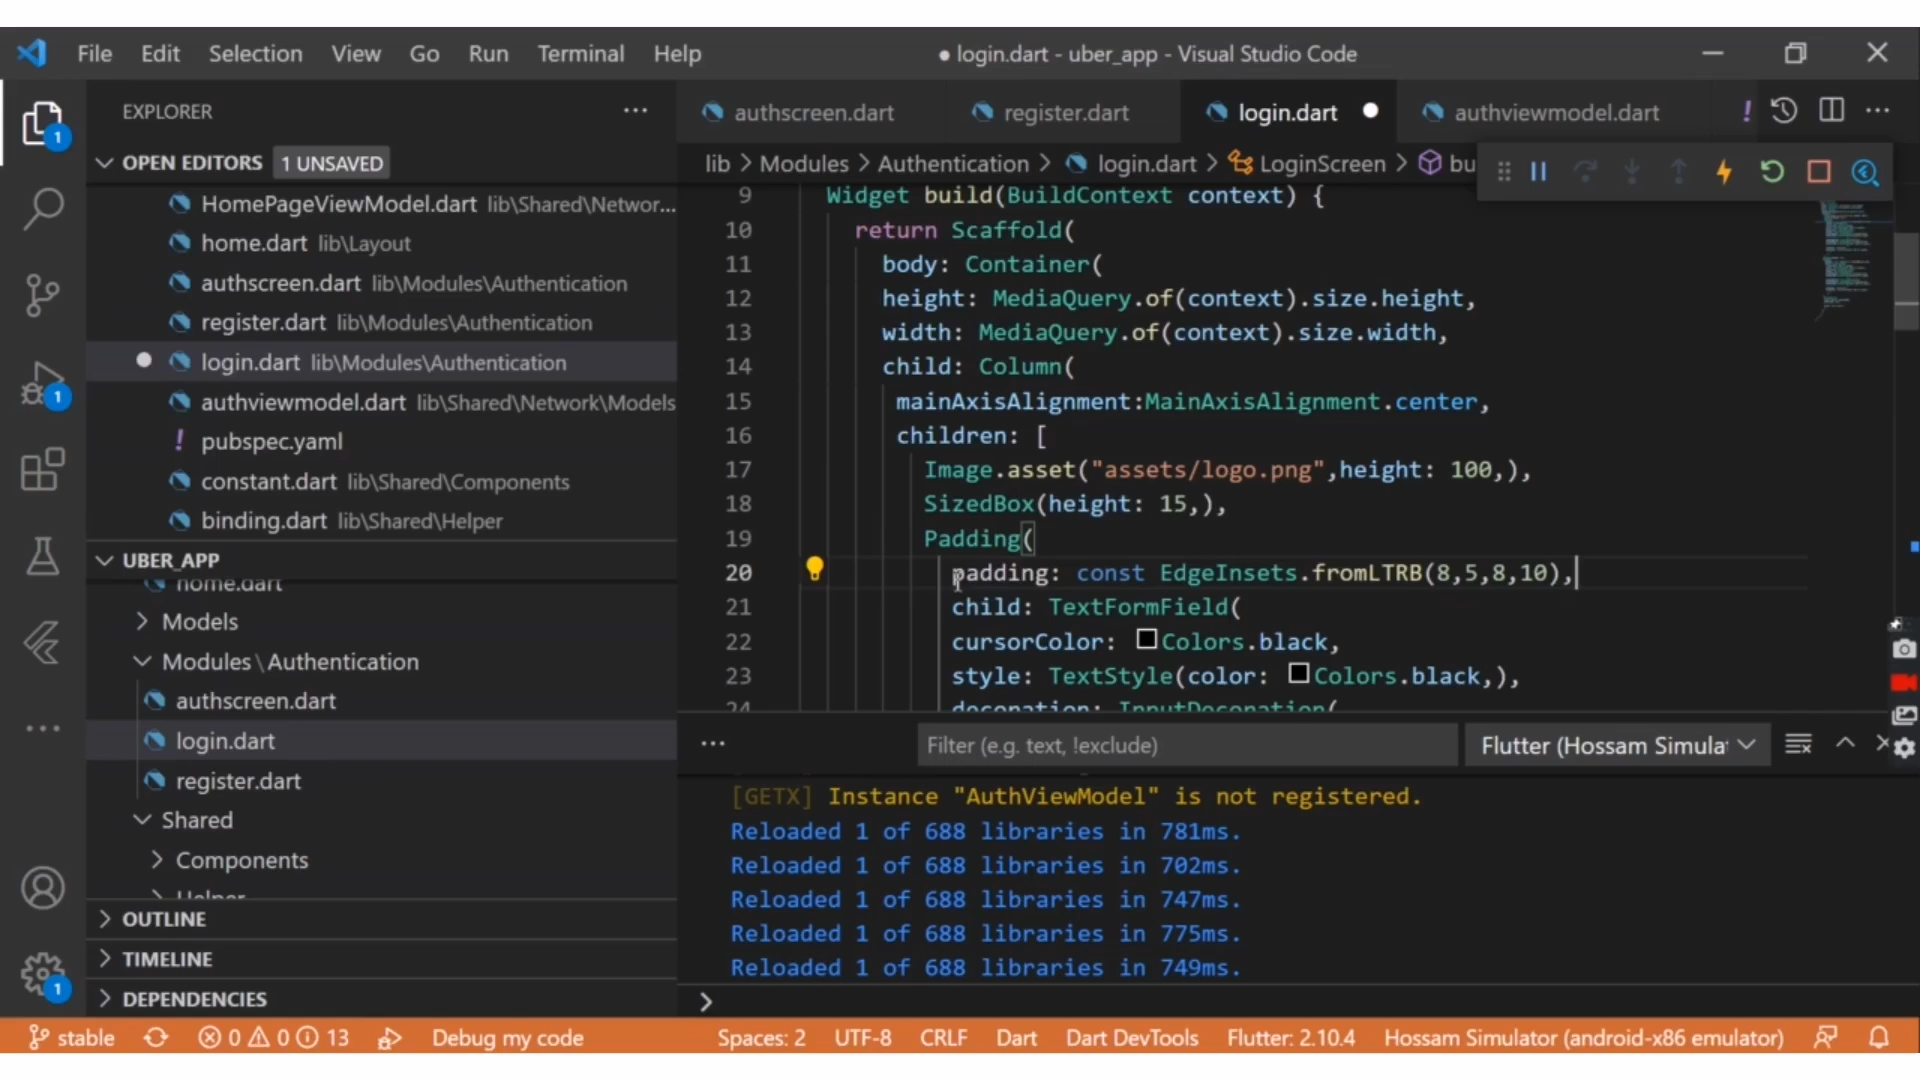 File Edit Selection View Go Run Terminal Help ● login.dart - uber_app - Visual Studio Code
EXPLORER
authscreen.dart register.dart login.dart authviewmodel.dart
OPEN EDITORS 1 UNSAVED
lib > Modules > Authentication > login.dart > LoginScreen > bu
HomePageViewModel.dart lib\Shared\Networ...
home.dart lib\Layout
authscreen.dart lib\Modules\Authentication
register.dart lib\Modules\Authentication
login.dart lib\Modules\Authentication
authviewmodel.dart lib\Shared\Network\Models
! pubspec.yaml
constant.dart lib\Shared\Components
binding.dart lib\Shared\Helper
UBER_APP
home.dart
Models
Modules\Authentication
authscreen.dart
login.dart
register.dart
Shared
Components
Helper
OUTLINE
TIMELINE
DEPENDENCIES
9 Widget build(BuildContext context) {
10 return Scaffold(
11 body: Container(
12 height: MediaQuery.of(context).size.height,
13 width: MediaQuery.of(context).size.width,
14 child: Column(
15 mainAxisAlignment:MainAxisAlignment.center,
16 children: [
17 Image.asset("assets/logo.png",height: 100,),
18 SizedBox(height: 15,),
19 Padding(
20 padding: const EdgeInsets.fromLTRB(8,5,8,10),
21 child: TextFormField(
22 cursorColor: Colors.black,
23 style: TextStyle(color: Colors.black,),
24 decoration: InputDecoration(
Filter (e.g. text, !exclude) Flutter (Hossam Simula
[GETX] Instance "AuthViewModel" is not registered.
Reloaded 1 of 688 libraries in 781ms.
Reloaded 1 of 688 libraries in 702ms.
Reloaded 1 of 688 libraries in 747ms.
Reloaded 1 of 688 libraries in 775ms.
Reloaded 1 of 688 libraries in 749ms.
>
stable 0 0 13 Debug my code Spaces: 2 UTF-8 CRLF Dart Dart DevTools Flutter: 2.10.4 Hossam Simulator (android-x86 emulator)